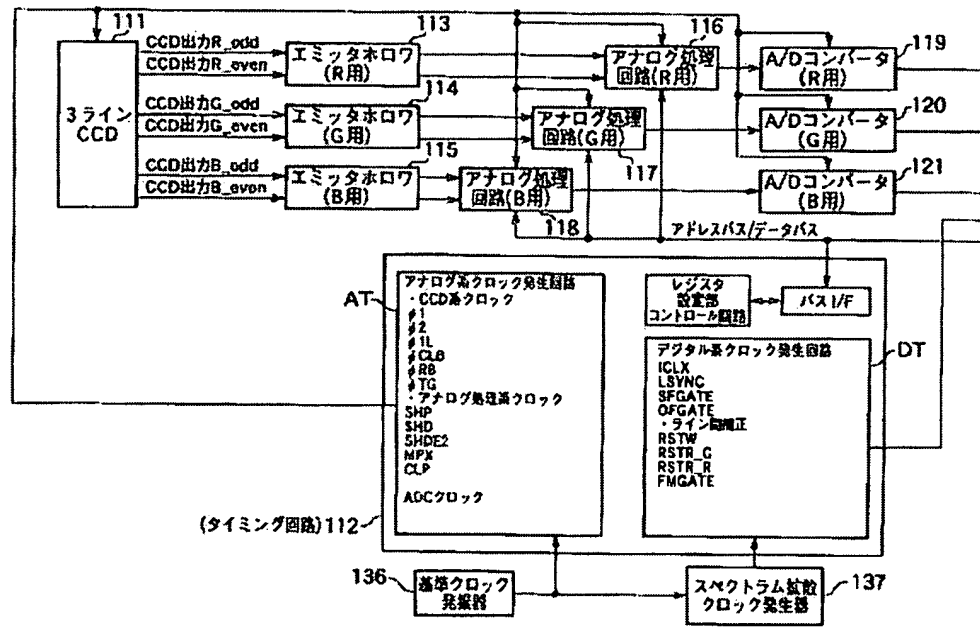 111
113
116
119
CCD出力R_odd
CCD出力R_even
エミッタホロワ
(R用)
アナログ処理
回路(R用)
A/Dコンバータ
(R用)
3ライン
CCD
CCD出力G_odd
CCD出力G_even
114
エミッタホロワ
(G用)
アナログ処理
回路(G用)
117
120
A/Dコンバータ
(G用)
CCD出力B_odd
CCD出力B_evon
115
エミッタホロワ
(B用)
アナログ処理
回路(B用)
118
121
A/Dコンバータ
(B用)
アドレスバス/データバス
AT
アナログ系クロック発生回路
・CCD系クロック
φ1
φ2
φ1L
φCLB
φRB
φTG
・アナログ処理系クロック
SHP
SHD
SHDE2
MPX
CLP
ADCクロック
レジスタ
設定部
コントロール回路
バスI/F
DT
デジタル系クロック発生回路
ICLX
LSYNC
SFGATE
OFGATE
・ライン間補正
RSTW
RSTR_G
RSTR_R
FMGATE
(タイミング回路)112
136
基準クロック
発振器
スペクトラム拡散
クロック発生器
137